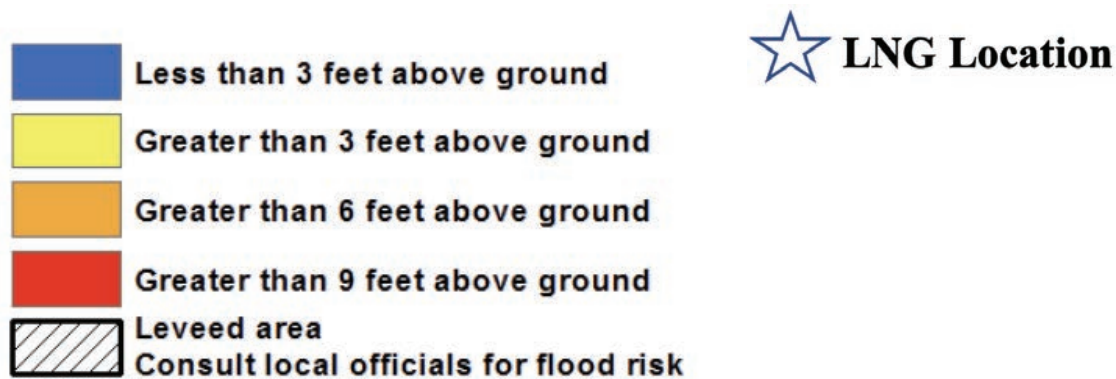 LNG Location
Less than 3 feet above ground
Greater than 3 feet above ground
Greater than 6 feet above ground
Greater than 9 feet above ground
Leveed area
Consult local officials for flood risk